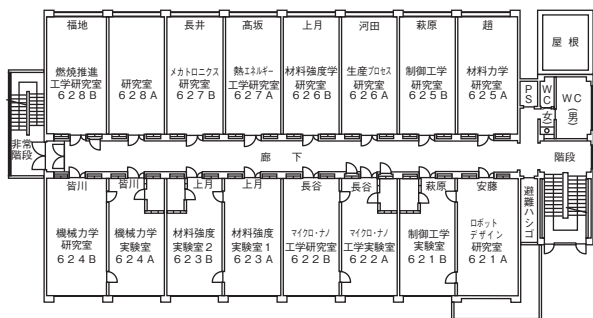 福地
燃焼推進
工学研究室
628B
研究室
628A
長井
メカトロニクス
研究室
627B
髙坂
熱エネルギー
工学研究室
627A
上月
材料強度学
研究室
626B
河田
生産プロセス
研究室
626A
萩原
制御工学
研究室
625B
趙
材料力学
研究室
625A
屋根
PS
WC
(女)
WC
(男)
非常
階段
廊下
階段
皆川
機械力学
研究室
624B
皆川
機械力学
実験室
624A
上月
材料強度
実験室2
623B
上月
材料強度
実験室1
623A
長谷
マイクロ・ナノ
工学研究室
622B
長谷
マイクロ・ナノ
工学実験室
622A
萩原
制御工学
実験室
621B
安藤
ロボット
デザイン
研究室
621A
避難ハシゴ